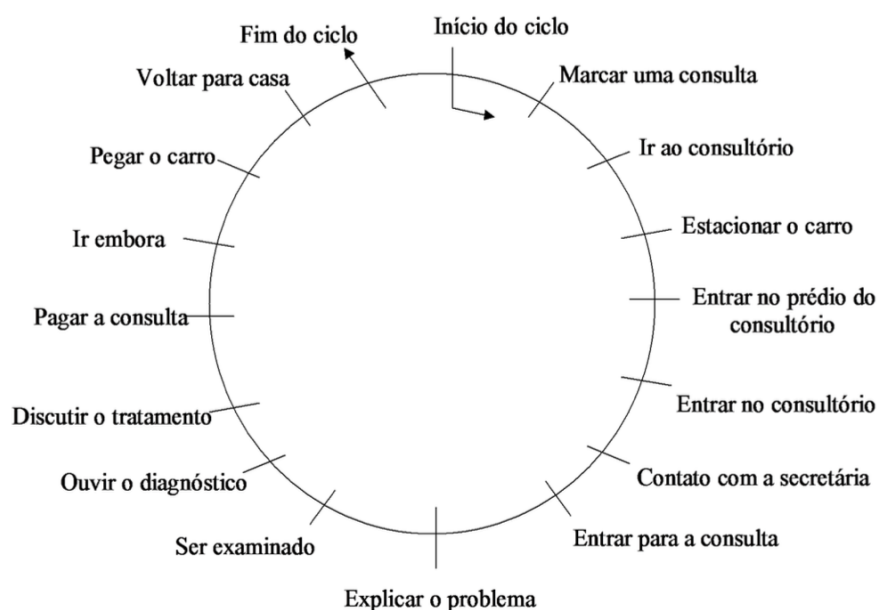 Início do ciclo
Marcar uma consulta
Ir ao consultório
Estacionar o carro
Entrar no prédio do
consultório
Entrar no consultório
Contato com a secretária
Entrar para a consulta
Explicar o problema
Ser examinado
Ouvir o diagnóstico
Discutir o tratamento
Pagar a consulta
Ir embora
Pegar o carro
Voltar para casa
Fim do ciclo